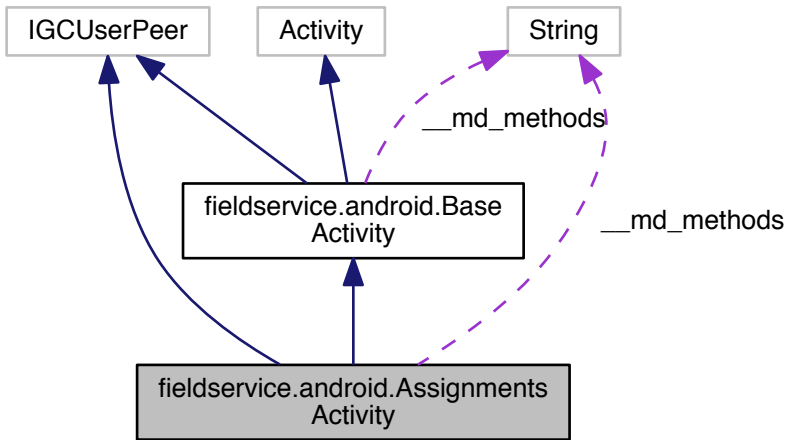 IGCUserPeer
Activity
String
__md_methods
fieldservice.android.Base
Activity
__md_methods
fieldservice.android.Assignments
Activity